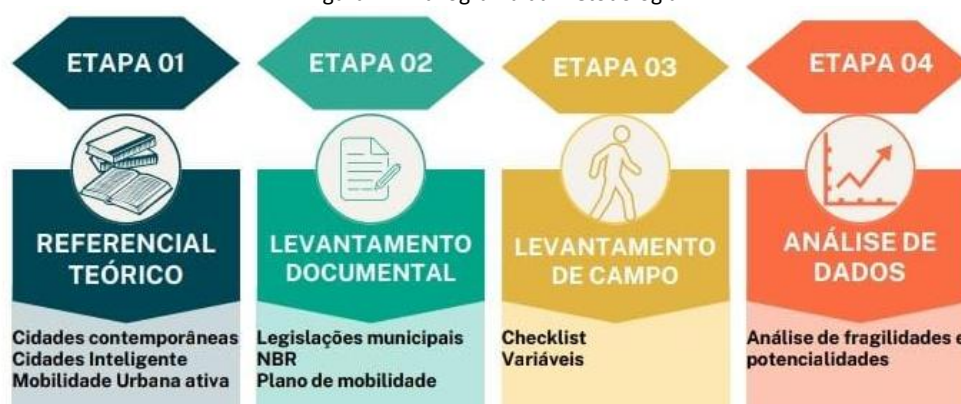 ETAPA 01
ETAPA 02
ETAPA 03
ETAPA 04
REFERENCIAL
TEÓRICO
LEVANTAMENTO
DOCUMENTAL
LEVANTAMENTO
DE CAMPO
ANÁLISE DE
DADOS
Cidades contemporâneas
Cidades Inteligente
Mobilidade Urbana ativa
Legislações municipais
NBR
Plano de mobilidade
Checklist
Variáveis
Análise de fragilidades e
potencialidades